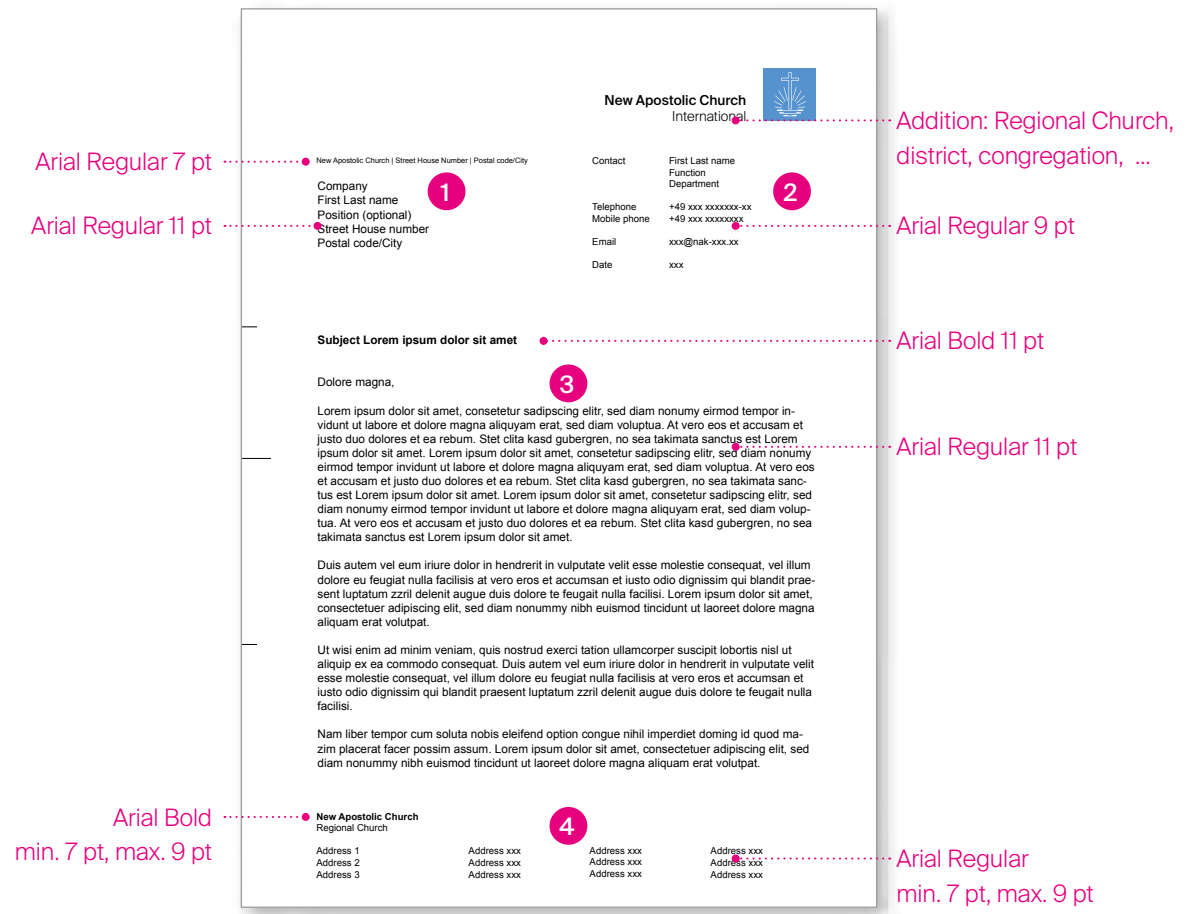 New Apostolic Church
International
Addition: Regional Church,
district, congregation, ...
Arial Regular 7 pt
New Apostolic Church | Street House Number | Postal code/City
1
Company
First Last name
Position (optional)
Street House number
Postal code/City
Arial Regular 11 pt
2
Contact First Last name
Function
Department
Telephone +49 xxx xxxxxxx-xx
Mobile phone +49 xxx xxxxxxxx
Email xxx@nak-xxx.xx
Date xxx
Arial Regular 9 pt
Subject Lorem ipsum dolor sit amet
Arial Bold 11 pt
3
Dolore magna,
Lorem ipsum dolor sit amet, consetetur sadipscing elitr, sed diam nonumy eirmod tempor in-
vidunt ut labore et dolore magna aliquyam erat, sed diam voluptua. At vero eos et accusam et
justo duo dolores et ea rebum. Stet clita kasd gubergren, no sea takimata sanctus est Lorem
ipsum dolor sit amet. Lorem ipsum dolor sit amet, consetetur sadipscing elitr, sed diam nonumy
eirmod tempor invidunt ut labore et dolore magna aliquyam erat, sed diam voluptua. At vero eos
et accusam et justo duo dolores et ea rebum. Stet clita kasd gubergren, no sea takimata sanc-
tus est Lorem ipsum dolor sit amet. Lorem ipsum dolor sit amet, consetetur sadipscing elitr, sed
diam nonumy eirmod tempor invidunt ut labore et dolore magna aliquyam erat, sed diam volup-
tua. At vero eos et accusam et justo duo dolores et ea rebum. Stet clita kasd gubergren, no sea
takimata sanctus est Lorem ipsum dolor sit amet.
Arial Regular 11 pt
Duis autem vel eum iriure dolor in hendrerit in vulputate velit esse molestie consequat, vel illum
dolore eu feugiat nulla facilisis at vero eros et accumsan et iusto odio dignissim qui blandit prae-
sent luptatum zzril delenit augue duis dolore te feugait nulla facilisi. Lorem ipsum dolor sit amet,
consectetuer adipiscing elit, sed diam nonummy nibh euismod tincidunt ut laoreet dolore magna
aliquam erat volutpat.
Ut wisi enim ad minim veniam, quis nostrud exerci tation ullamcorper suscipit lobortis nisl ut
aliquip ex ea commodo consequat. Duis autem vel eum iriure dolor in hendrerit in vulputate velit
esse molestie consequat, vel illum dolore eu feugiat nulla facilisis at vero eros et accumsan et
iusto odio dignissim qui blandit praesent luptatum zzril delenit augue duis dolore te feugait nulla
facilisi.
Nam liber tempor cum soluta nobis eleifend option congue nihil imperdiet doming id quod ma-
zim placerat facer possim assum. Lorem ipsum dolor sit amet, consectetuer adipiscing elit, sed
diam nonummy nibh euismod tincidunt ut laoreet dolore magna aliquam erat volutpat.
Arial Bold
min. 7 pt, max. 9 pt
New Apostolic Church
Regional Church
4
Address 1 Address xxx Address xxx Address xxx
Address 2 Address xxx Address xxx Address xxx
Address 3 Address xxx Address xxx Address xxx
Arial Regular
min. 7 pt, max. 9 pt